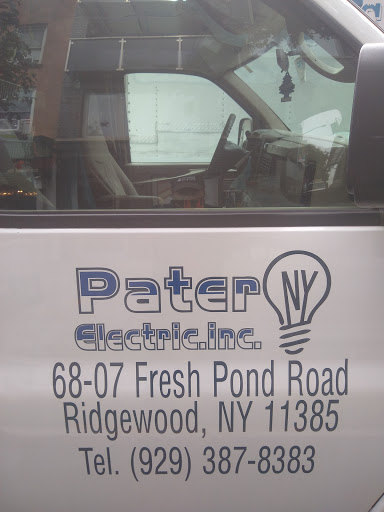 Pater
NY
Electric.inc.
68-07 Fresh Pond Road
Ridgewood, NY 11385
Tel. (929) 387-8383